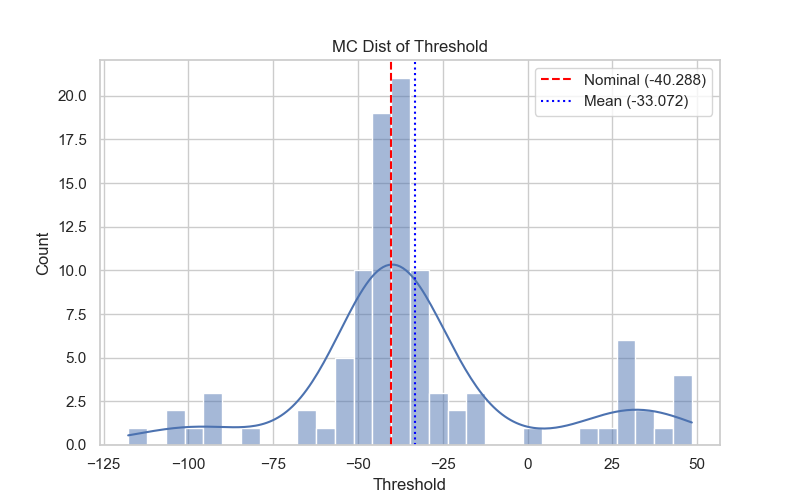 MC Dist of Threshold
Nominal (-40.288)
Mean (-33.072)
20.0
17.5
15.0
12.5
10.0
7.5
5.0
2.5
0.0
Count
−125 −100 −75 −50 −25 0 25 50
Threshold